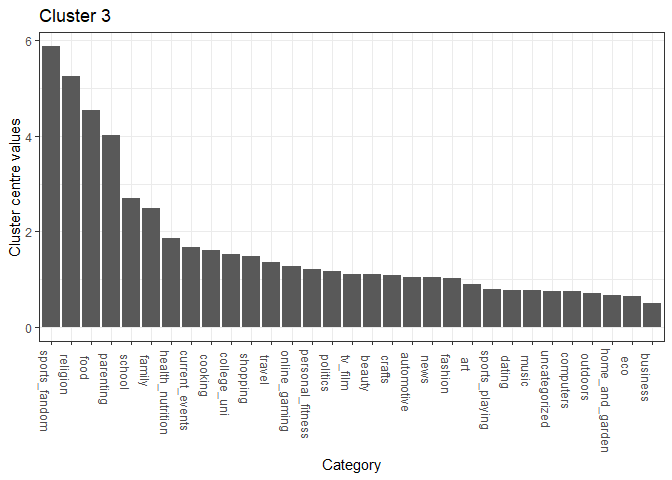 Cluster 3
Cluster centre values
6
4
2
0
sports_fandom
religion
food
parenting
school
family
health_nutrition
current_events
cooking
college_uni
shopping
travel
online_gaming
personal_fitness
politics
tv_film
beauty
crafts
automotive
news
fashion
art
sports_playing
dating
music
uncategorized
computers
outdoors
home_and_garden
eco
business
Category